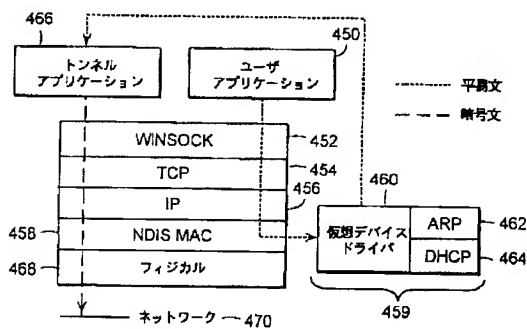 466
トンネル
アプリケーション
450
ユーザ
アプリケーション
平易文
暗号文
WINSOCK
452
TCP
454
IP
456
458
NDIS MAC
468
フィジカル
460
仮想デバイス
ドライバ
ARP
462
DHCP
464
459
ネットワーク
470